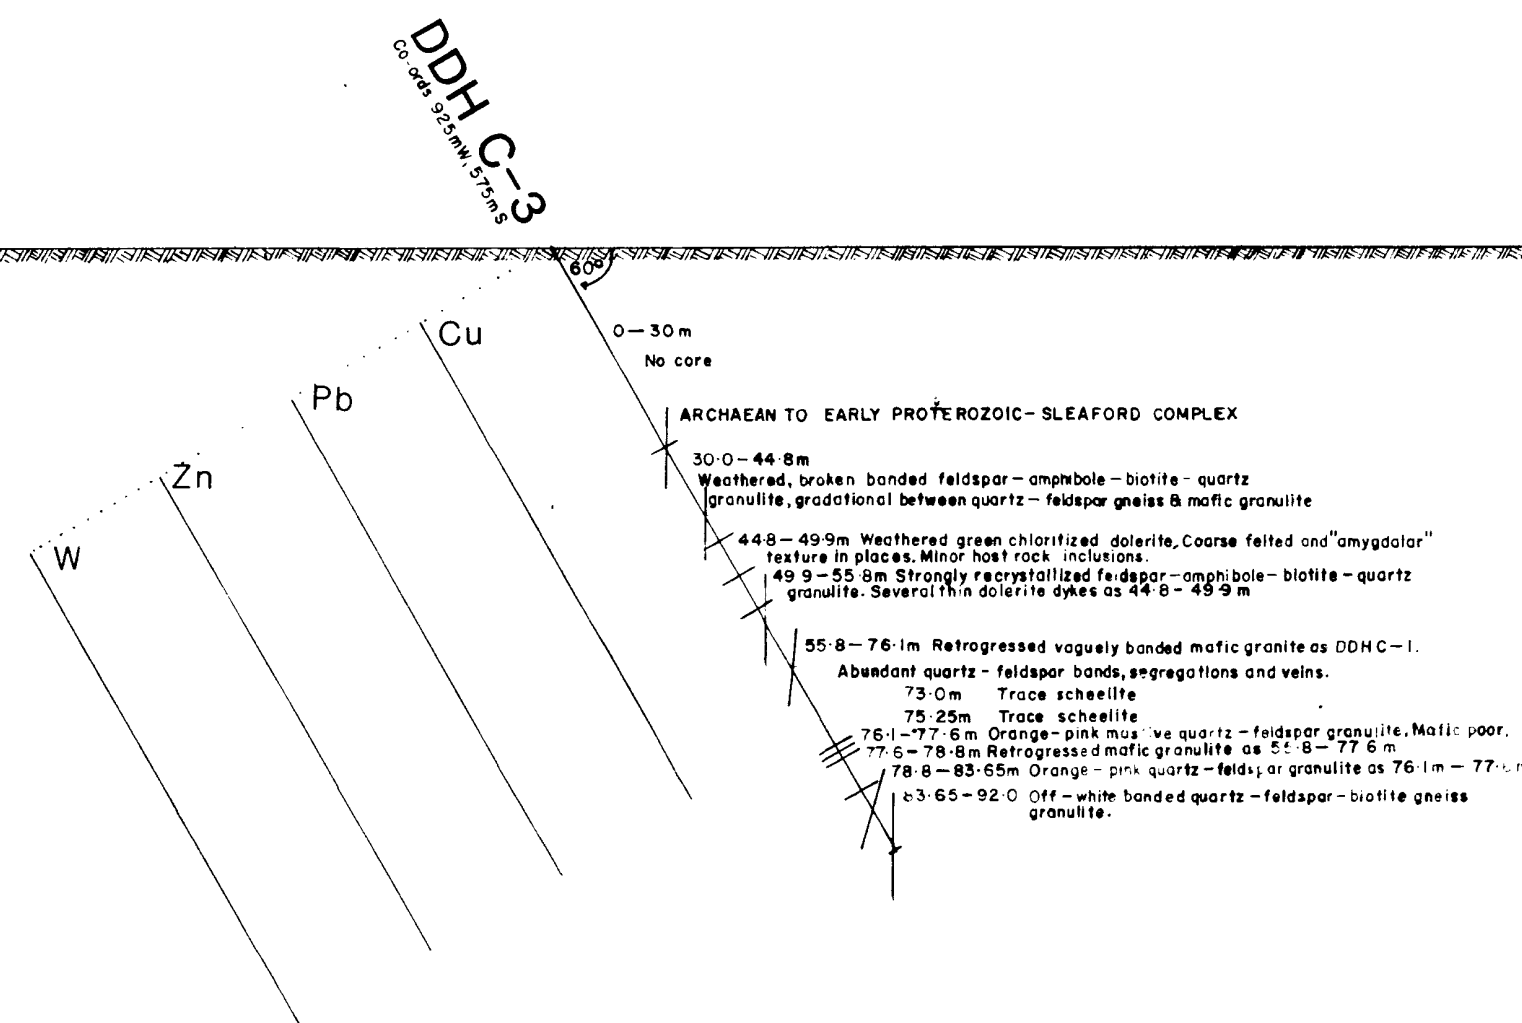 DDH C-3
Co-ords 925mW, 575mS
60°
Cu
Pb
Zn
W
0-30m
No core
ARCHAEAN TO EARLY PROTEROZOIC-SLEAFORD COMPLEX
30·0-44·8m
Weathered, broken banded feldspar-amphibole-biotite-quartz
granulite, gradational between quartz-feldspar gneiss & mafic granulite
44·8-49·9m Weathered green chloritized dolerite, Coarse felted and "amygdalar"
texture in places. Minor host rock inclusions.
49 9-55·8m Strongly recrystallized feldspar-amphibole-biotite-quartz
granulite. Several thin dolerite dykes as 44·8-49·9m
55·8-76·1m Retrogressed vaguely banded mafic granite as DDH C-1.
Abundant quartz-feldspar bands, segregations and veins.
73·0m Trace scheelite
75·25m Trace scheelite
76·1-77·6m Orange-pink quartz-feldspar granulite. Mafic poor.
77·6-78·8m Retrogressed mafic granulite as 55·8-77 6m
78·8-83·65m Orange-pink quartz-feldspar granulite as 76·1m-77·6
83·65-92·0 Off-white banded quartz-feldspar-biotite gneiss
granulite.